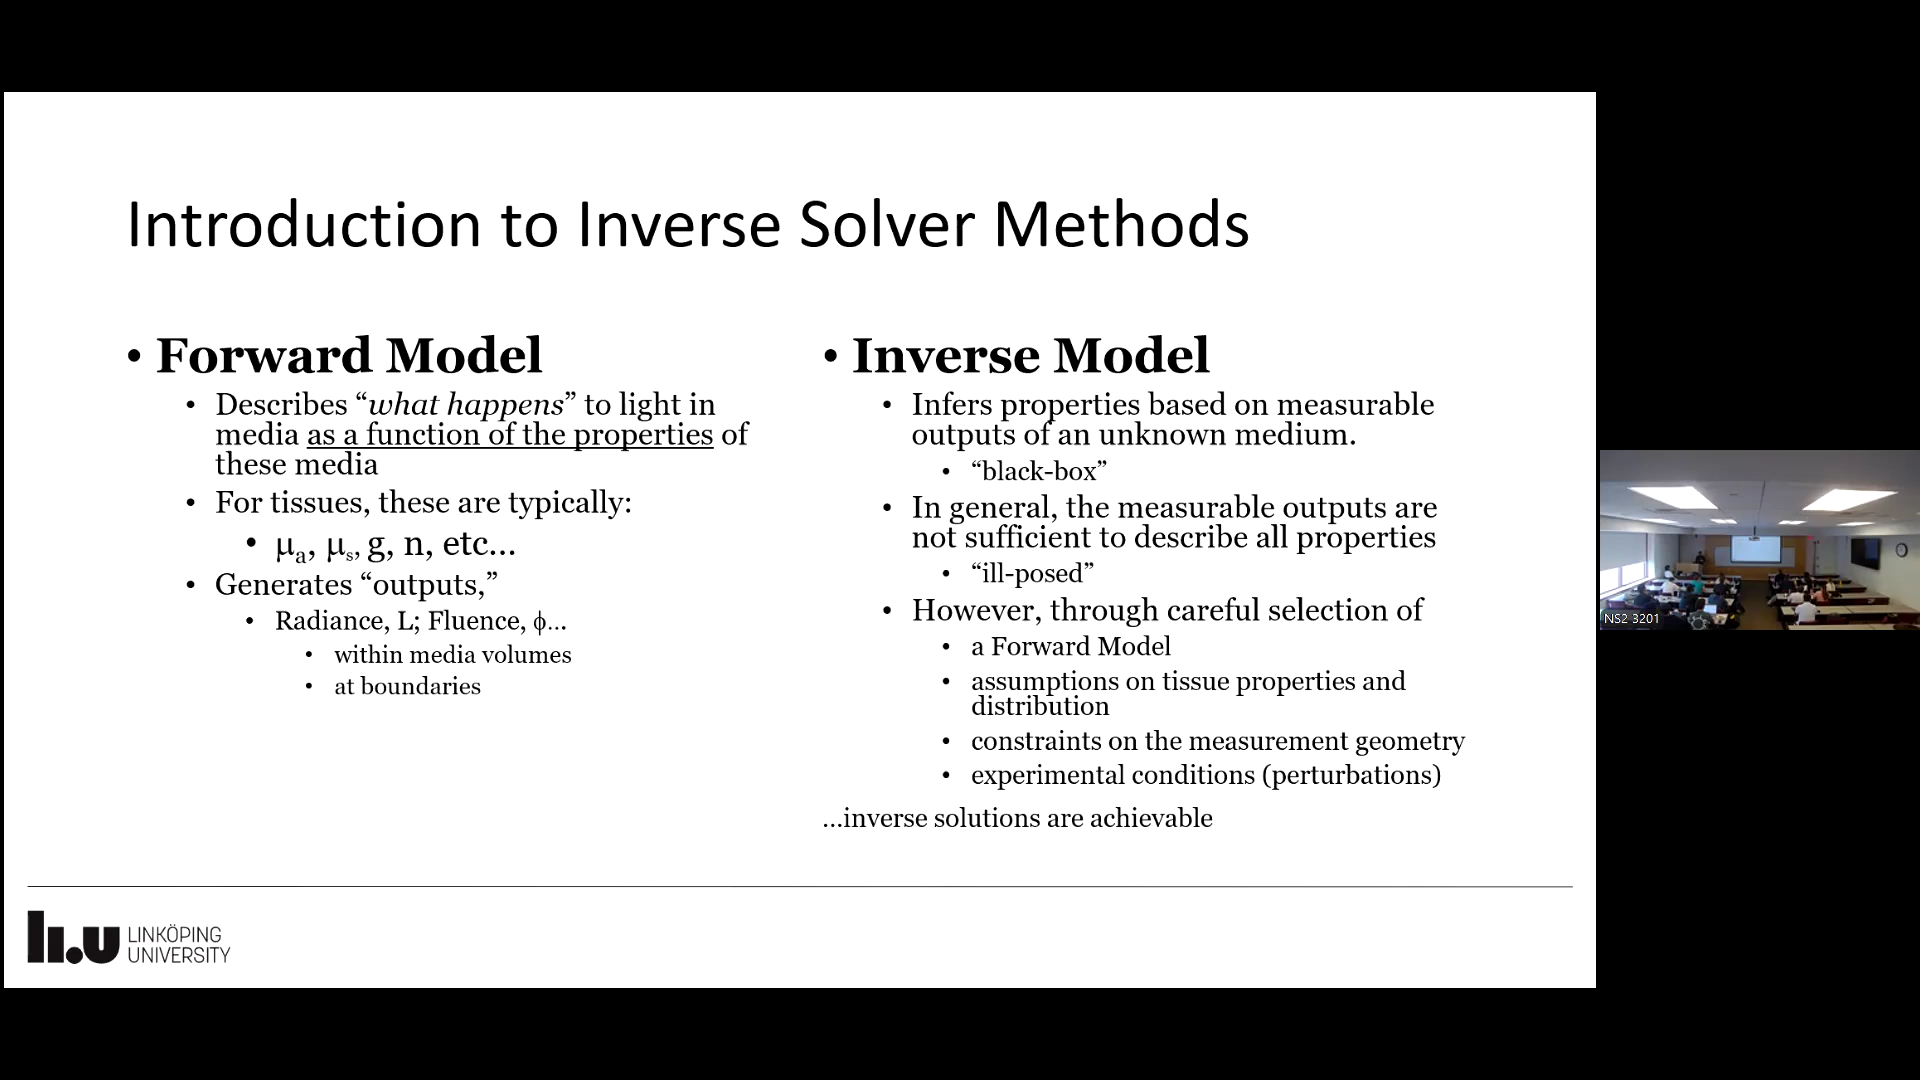 Introduction to Inverse Solver Methods
• Forward Model
• Describes “what happens” to light in
media as a function of the properties of
these media
• For tissues, these are typically:
• μa, μs, g, n, etc…
• Generates “outputs,”
• Radiance, L; Fluence, ϕ…
• within media volumes
• at boundaries
• Inverse Model
• Infers properties based on measurable
outputs of an unknown medium.
• “black-box”
• In general, the measurable outputs are
not sufficient to describe all properties
• “ill-posed”
• However, through careful selection of
• a Forward Model
• assumptions on tissue properties and
distribution
• constraints on the measurement geometry
• experimental conditions (perturbations)
…inverse solutions are achievable
li.u LINKÖPING
UNIVERSITY
NS2 3201